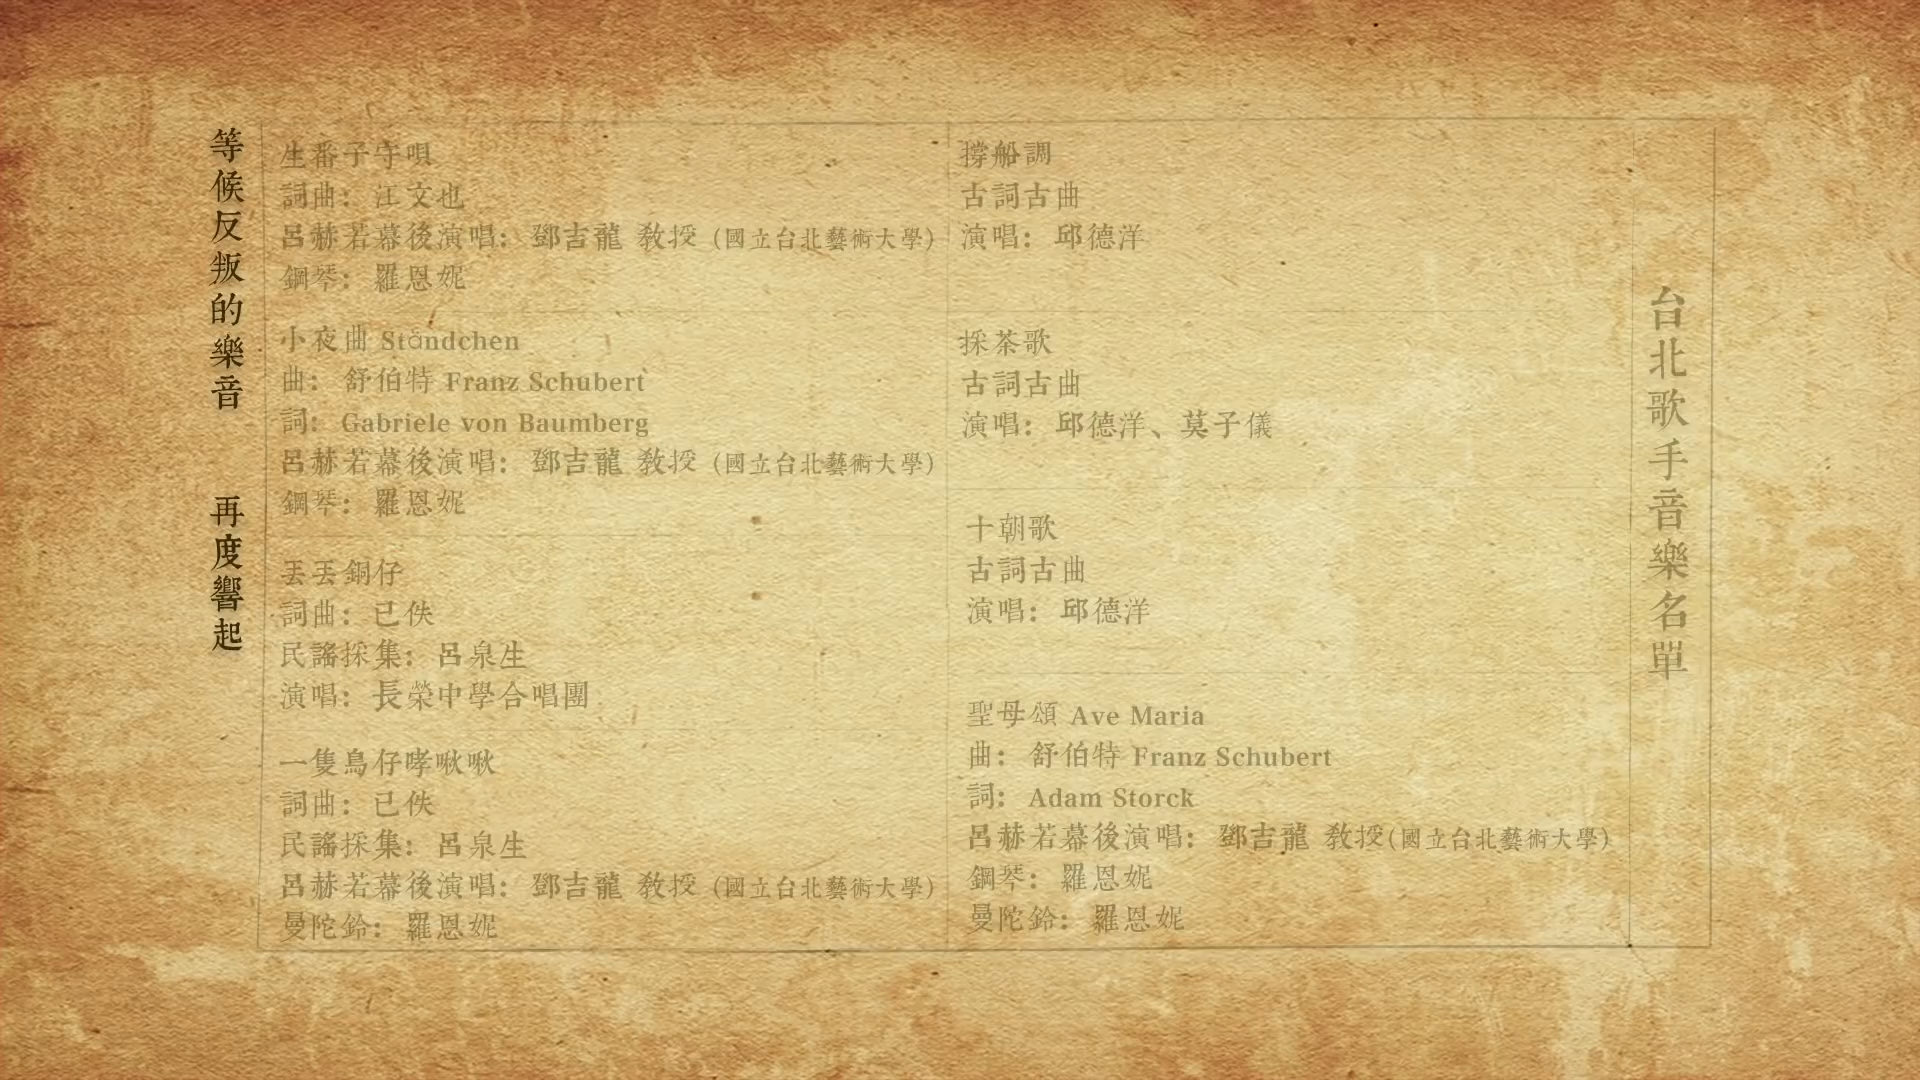 台北歌手音樂名單
撐船調
古詞古曲
演唱：邱德洋
採茶歌
古詞古曲
演唱：邱德洋、莫子儀
十朝歌
古詞古曲
演唱：邱德洋
聖母頌 Ave Maria
曲：舒伯特 Franz Schubert
詞：Adam Storck
呂赫若幕後演唱：鄧吉龍 教授(國立台北藝術大學)
鋼琴：羅恩妮
曼陀鈴：羅恩妮
生番子守唄
詞曲：江文也
呂赫若幕後演唱：鄧吉龍 教授（國立台北藝術大學）
鋼琴：羅恩妮
小夜曲 Ständchen
曲：舒伯特 Franz Schubert
詞：Gabriele von Baumberg
呂赫若幕後演唱：鄧吉龍 教授（國立台北藝術大學）
鋼琴：羅恩妮
丟丟銅仔
詞曲：已佚
民謠採集：呂泉生
演唱：長榮中學合唱團
一隻鳥仔哮啾啾
詞曲：已佚
民謠採集：呂泉生
呂赫若幕後演唱：鄧吉龍 教授（國立台北藝術大學）
曼陀鈴：羅恩妮
等候反叛的樂音 再度響起